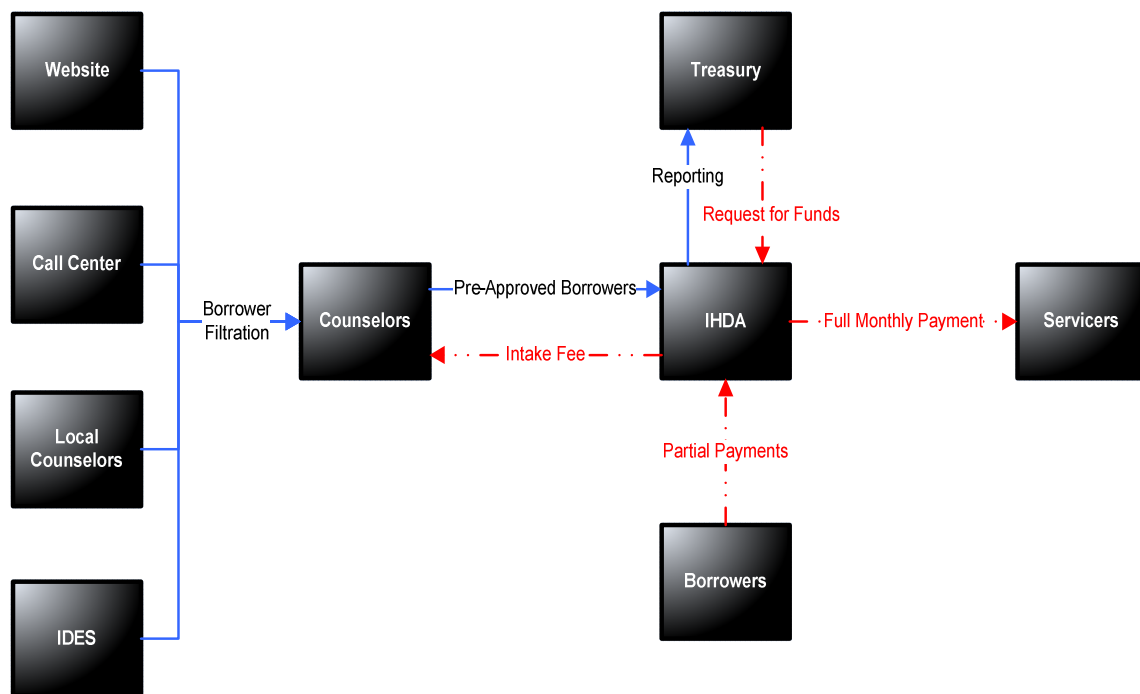 Website
Treasury
Reporting
Request for Funds
Call Center
Borrower
Filtration
Counselors
Pre-Approved Borrowers
Intake Fee
IHDA
Full Monthly Payment
Servicers
Local
Counselors
Partial Payments
IDES
Borrowers